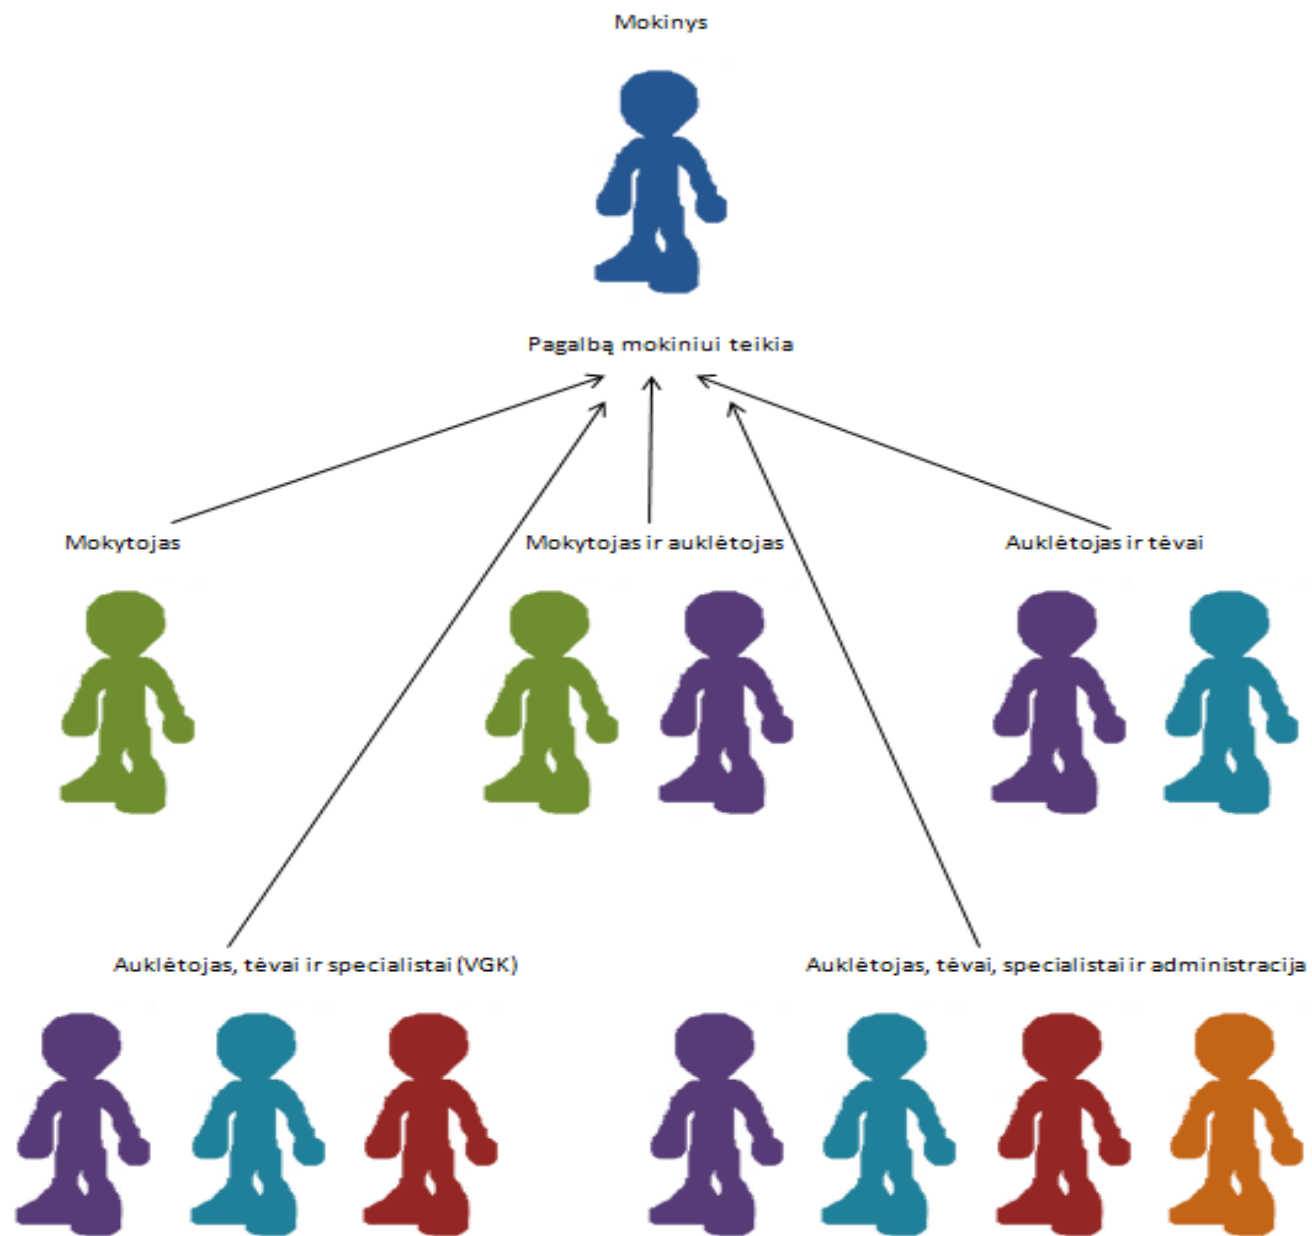 Mokinys
Pagalbą mokiniui teikia
Mokytojas
Mokytojas ir auklėtojas
Auklėtojas ir tėvai
Auklėtojas, tėvai ir specialistai (VGK)
Auklėtojas, tėvai, specialistai ir administracija